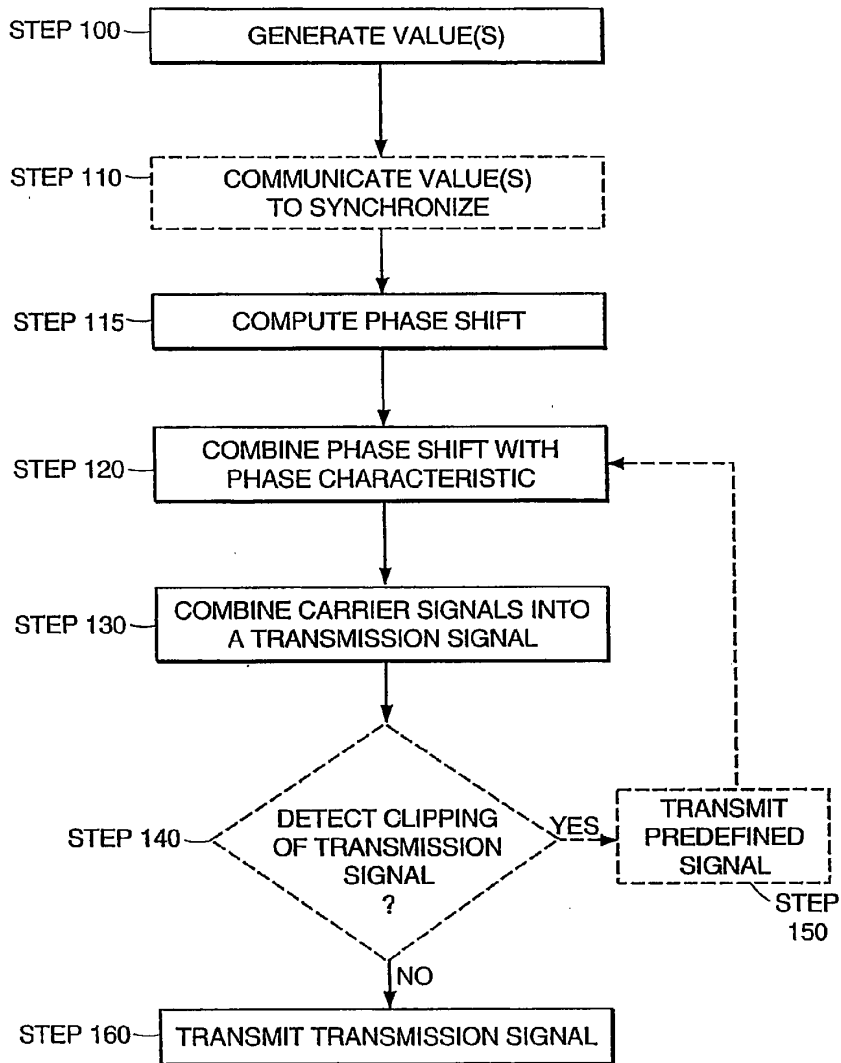 STEP 100
GENERATE VALUE(S)
STEP 110
COMMUNICATE VALUE(S)
TO SYNCHRONIZE
STEP 115
COMPUTE PHASE SHIFT
STEP 120
COMBINE PHASE SHIFT WITH
PHASE CHARACTERISTIC
STEP 130
COMBINE CARRIER SIGNALS INTO
A TRANSMISSION SIGNAL
STEP 140
DETECT CLIPPING
OF TRANSMISSION
SIGNAL
?
YES
TRANSMIT
PREDEFINED
SIGNAL
STEP
150
NO
STEP 160
TRANSMIT TRANSMISSION SIGNAL